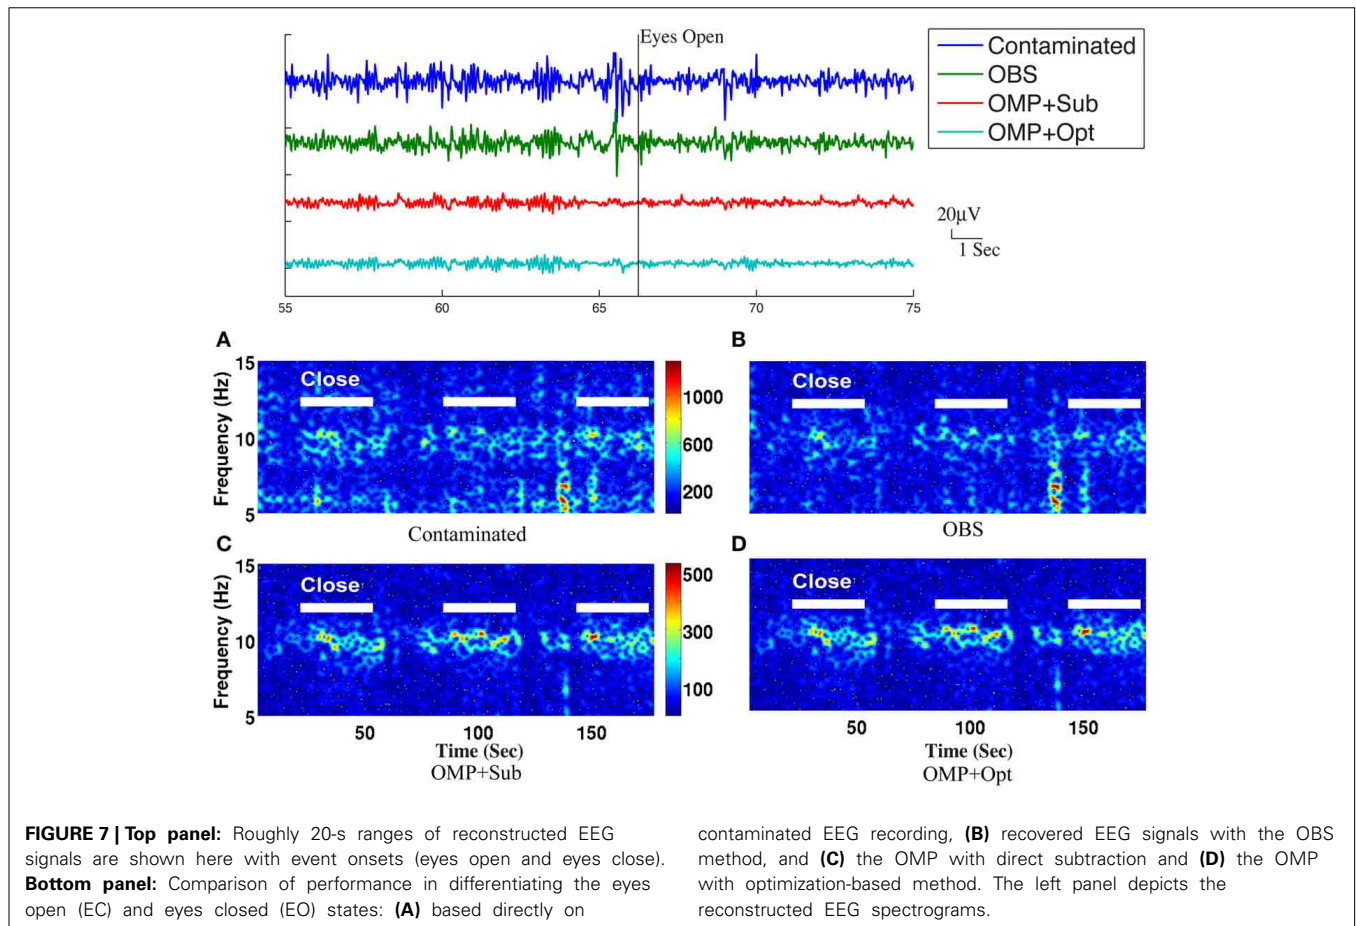 Eyes Open
Contaminated
OBS
OMP+Sub
OMP+Opt
20µV
1 Sec
55
60
65
70
75
A
B
15
10
5
Frequency (Hz)
Close
1000
600
200
Close
Contaminated
OBS
C
D
15
10
5
Frequency (Hz)
Close
500
300
100
Close
50
100
150
50
100
150
Time (Sec)
Time (Sec)
OMP+Sub
OMP+Opt
FIGURE 7 | Top panel: Roughly 20-s ranges of reconstructed EEG
signals are shown here with event onsets (eyes open and eyes close).
Bottom panel: Comparison of performance in differentiating the eyes
open (EC) and eyes closed (EO) states: (A) based directly on
contaminated EEG recording, (B) recovered EEG signals with the OBS
method, and (C) the OMP with direct subtraction and (D) the OMP
with optimization-based method. The left panel depicts the
reconstructed EEG spectrograms.